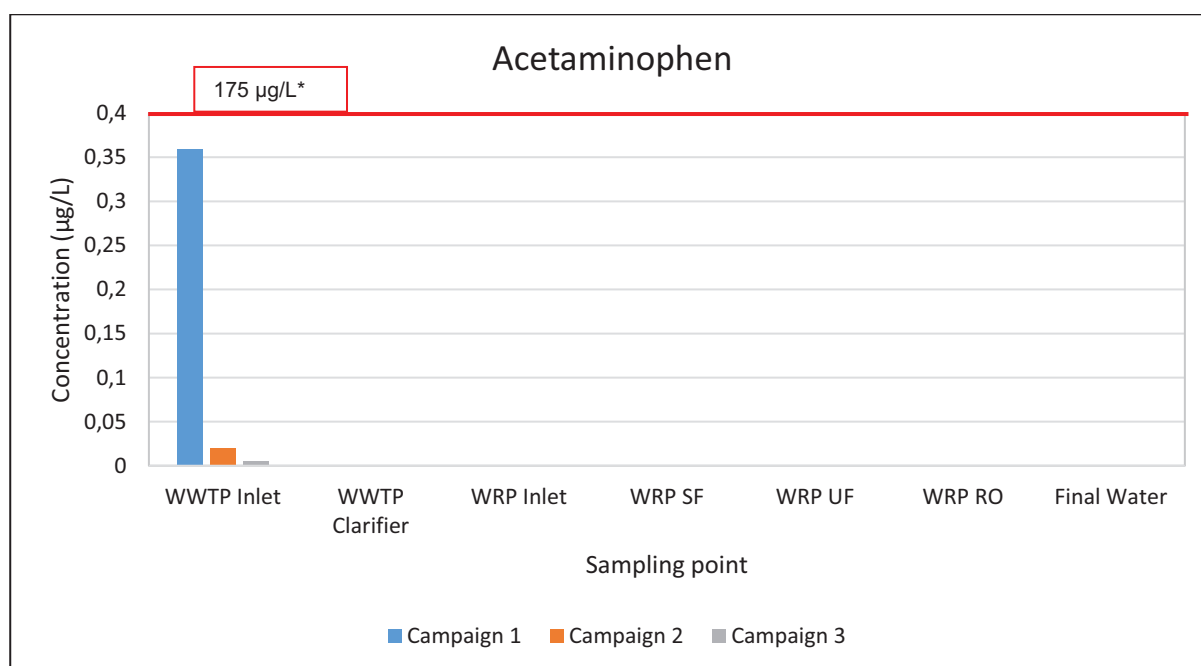 Acetaminophen
175 µg/L*
Concentration (µg/L)
0,4
0,35
0,3
0,25
0,2
0,15
0,1
0,05
0
WWTP Inlet
WWTP
Clarifier
WRP Inlet
WRP SF
WRP UF
WRP RO
Final Water
Sampling point
Campaign 1
Campaign 2
Campaign 3